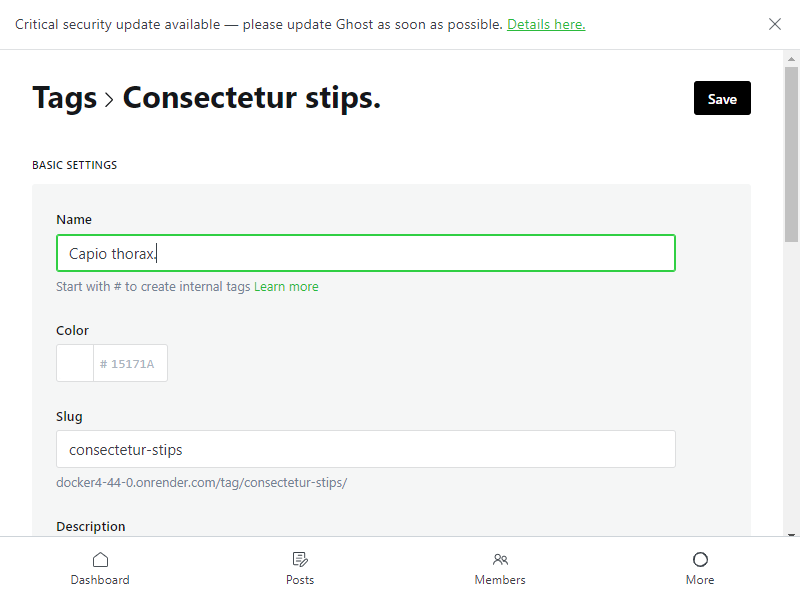 Critical security update available — please update Ghost as soon as possible. Details here.
Tags > Consectetur stips.
Save
BASIC SETTINGS
Name
Capio thorax.
Start with # to create internal tags Learn more
Color
# 15171A
Slug
consectetur-stips
docker4-44-0.onrender.com/tag/consectetur-stips/
Description
Dashboard
Posts
Members
More